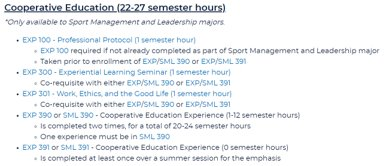 Cooperative Education (22-27 semester hours)
*Only available to Sport Management and Leadership majors.
• EXP 100 - Professional Protocol (1 semester hour)
◦ EXP 100 required if not already completed as part of Sport Management and Leadership major
◦ Taken prior to enrollment of EXP/SML 390 or EXP/SML 391
• EXP 300 - Experiential Learning Seminar (1 semester hour)
◦ Co-requisite with either EXP/SML 390 or EXP/SML 391
• EXP 301 - Work, Ethics, and the Good Life (1 semester hour)
◦ Co-requisite with either EXP/SML 390 or EXP/SML 391
• EXP 390 or SML 390 - Cooperative Education Experience (1-12 semester hours)
◦ Is completed two times, for a total of 20-24 semester hours
◦ One experience must be in SML 390
• EXP 391 or SML 391 - Cooperative Education Experience (0 semester hours)
◦ Is completed at least once over a summer session for the emphasis